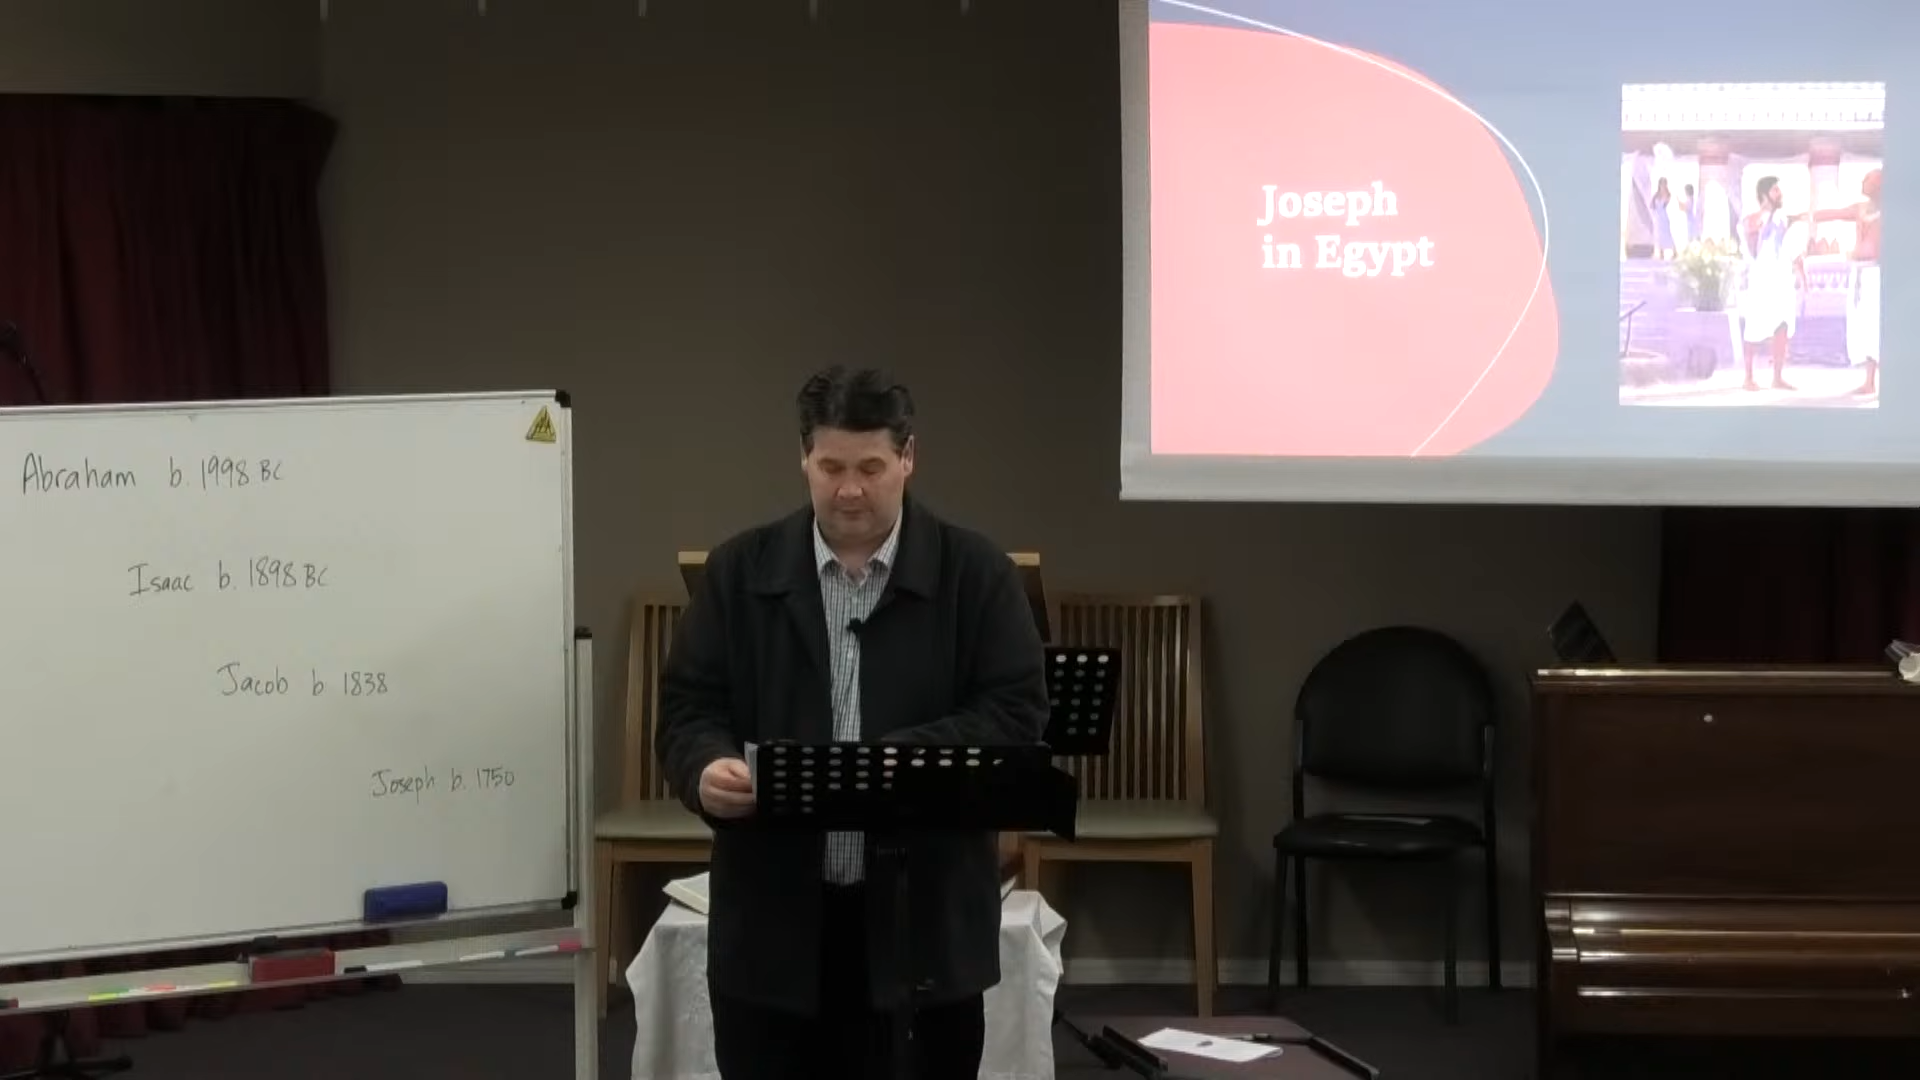 Abraham b. 1998 BC
Isaac b. 1898 BC
Jacob b 1838
Joseph b. 1750
Joseph
in Egypt